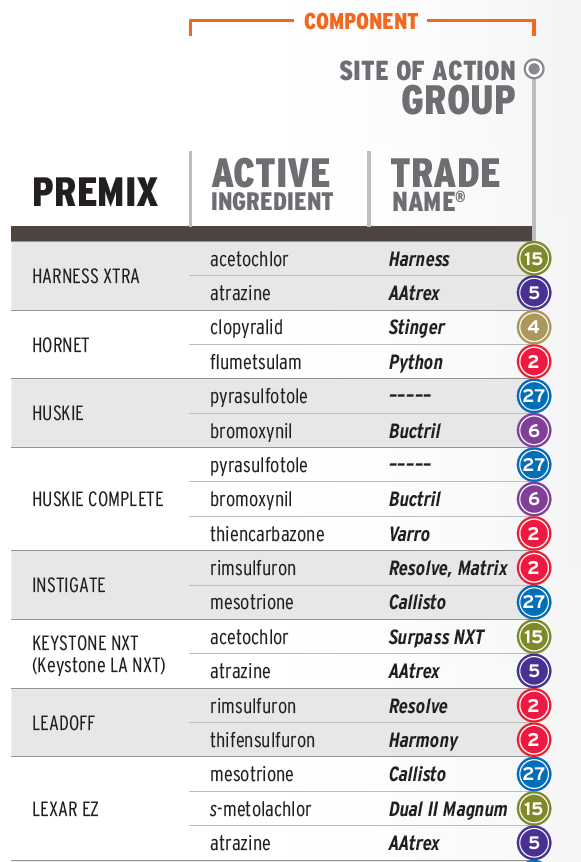 COMPONENT
SITE OF ACTION
GROUP
PREMIX
ACTIVE
INGREDIENT
TRADE
NAME®
HARNESS XTRA
acetochlor Harness 15
atrazine AAtrex 5
HORNET
clopyralid Stinger 4
flumetsulam Python 2
HUSKIE
pyrasulfotole ----- 27
bromoxynil Buctril 6
HUSKIE COMPLETE
pyrasulfotole ----- 27
bromoxynil Buctril 6
thiencarbazone Varro 2
INSTIGATE
rimsulfuron Resolve, Matrix 2
mesotrione Callisto 27
KEYSTONE NXT
(Keystone LA NXT)
acetochlor Surpass NXT 15
atrazine AAtrex 5
LEADOFF
rimsulfuron Resolve 2
thifensulfuron Harmony 2
LEXAR EZ
mesotrione Callisto 27
s-metolachlor Dual II Magnum 15
atrazine AAtrex 5